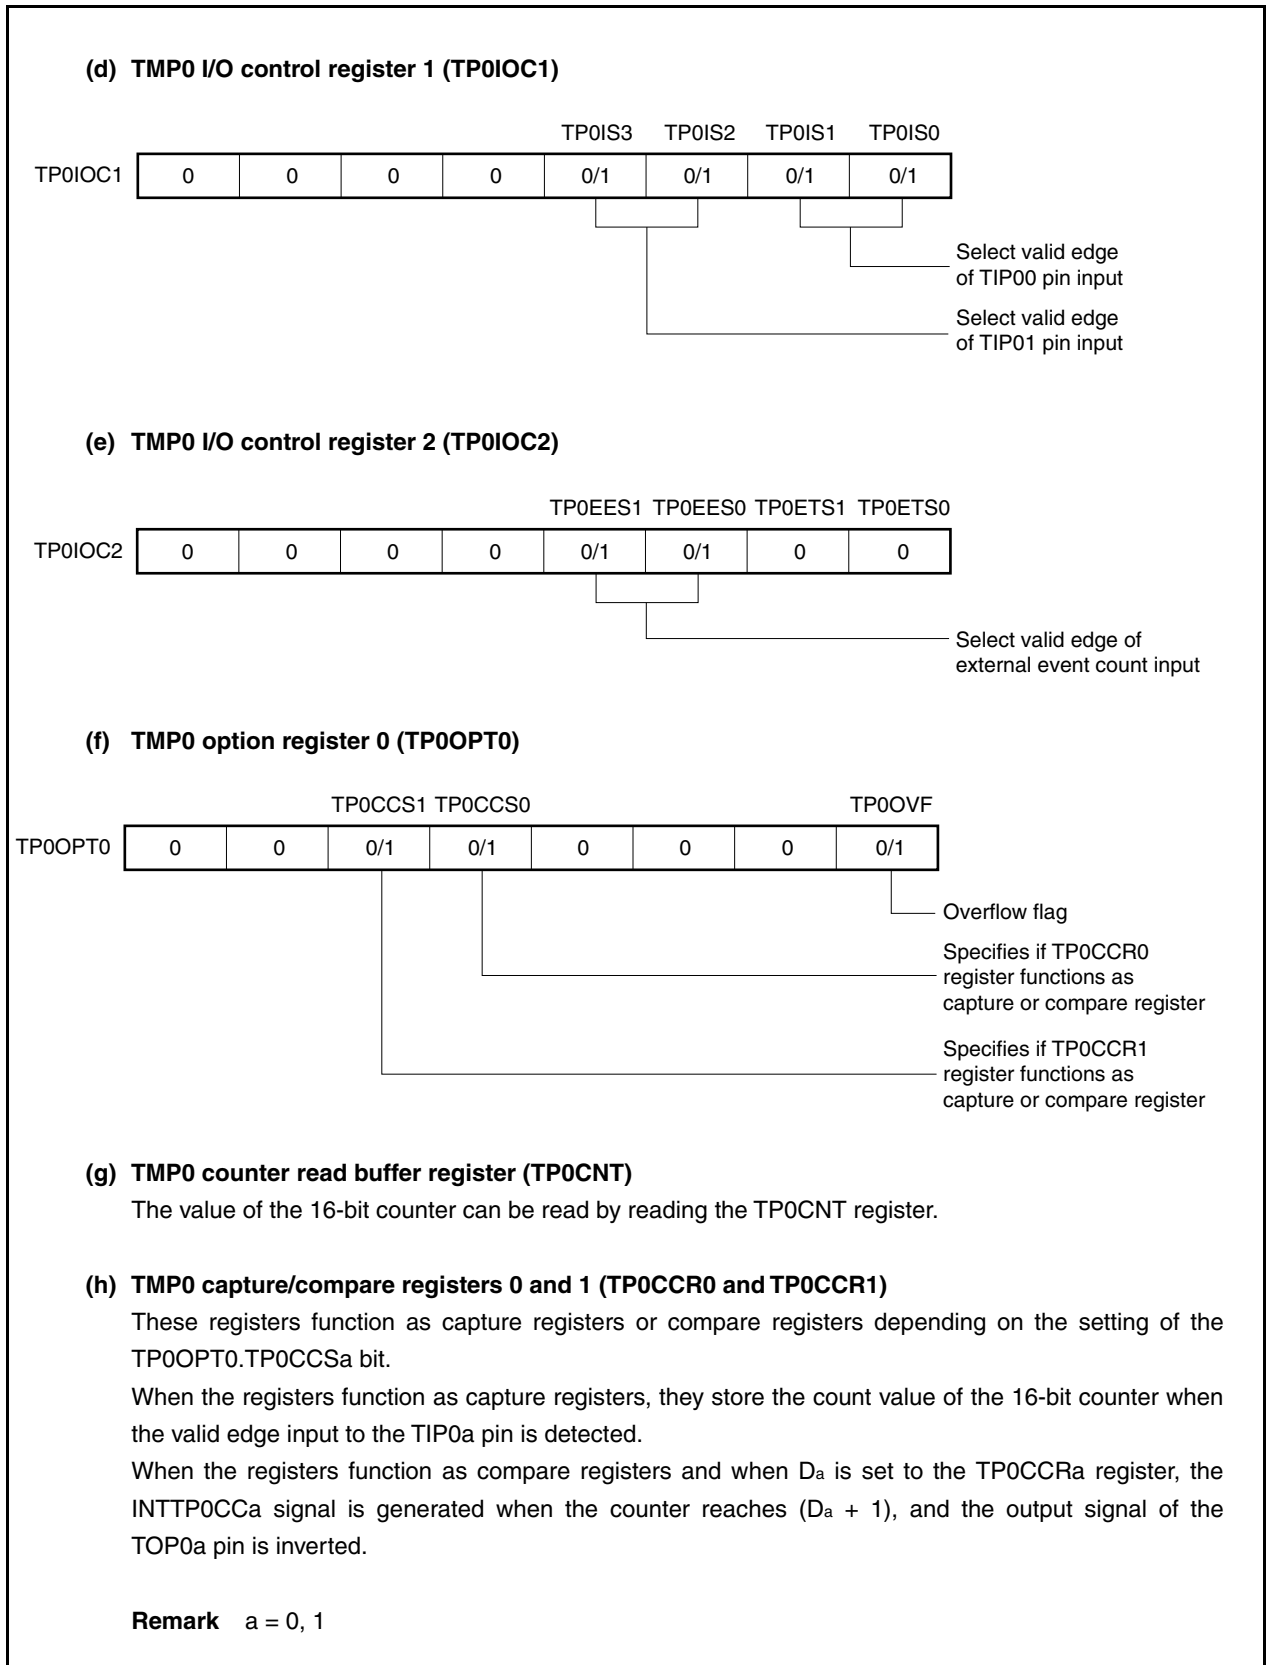 (d) TMP0 I/O control register 1 (TP0IOC1)
TP0IS3 TP0IS2 TP0IS1 TP0IS0
TP0IOC1 0 0 0 0 0/1 0/1 0/1 0/1
Select valid edge
of TIP00 pin input
Select valid edge
of TIP01 pin input
(e) TMP0 I/O control register 2 (TP0IOC2)
TP0EES1 TP0EES0 TP0ETS1 TP0ETS0
TP0IOC2 0 0 0 0 0/1 0/1 0 0
Select valid edge of
external event count input
(f) TMP0 option register 0 (TP0OPT0)
TP0CCS1 TP0CCS0 TP0OVF
TP0OPT0 0 0 0/1 0/1 0 0 0 0/1
Overflow flag
Specifies if TP0CCR0
register functions as
capture or compare register
Specifies if TP0CCR1
register functions as
capture or compare register
(g) TMP0 counter read buffer register (TP0CNT)
The value of the 16-bit counter can be read by reading the TP0CNT register.
(h) TMP0 capture/compare registers 0 and 1 (TP0CCR0 and TP0CCR1)
These registers function as capture registers or compare registers depending on the setting of the
TP0OPT0.TP0CCSa bit.
When the registers function as capture registers, they store the count value of the 16-bit counter when
the valid edge input to the TIP0a pin is detected.
When the registers function as compare registers and when Da is set to the TP0CCRa register, the
INTTP0CCa signal is generated when the counter reaches (Da + 1), and the output signal of the
TOP0a pin is inverted.
Remark a = 0, 1